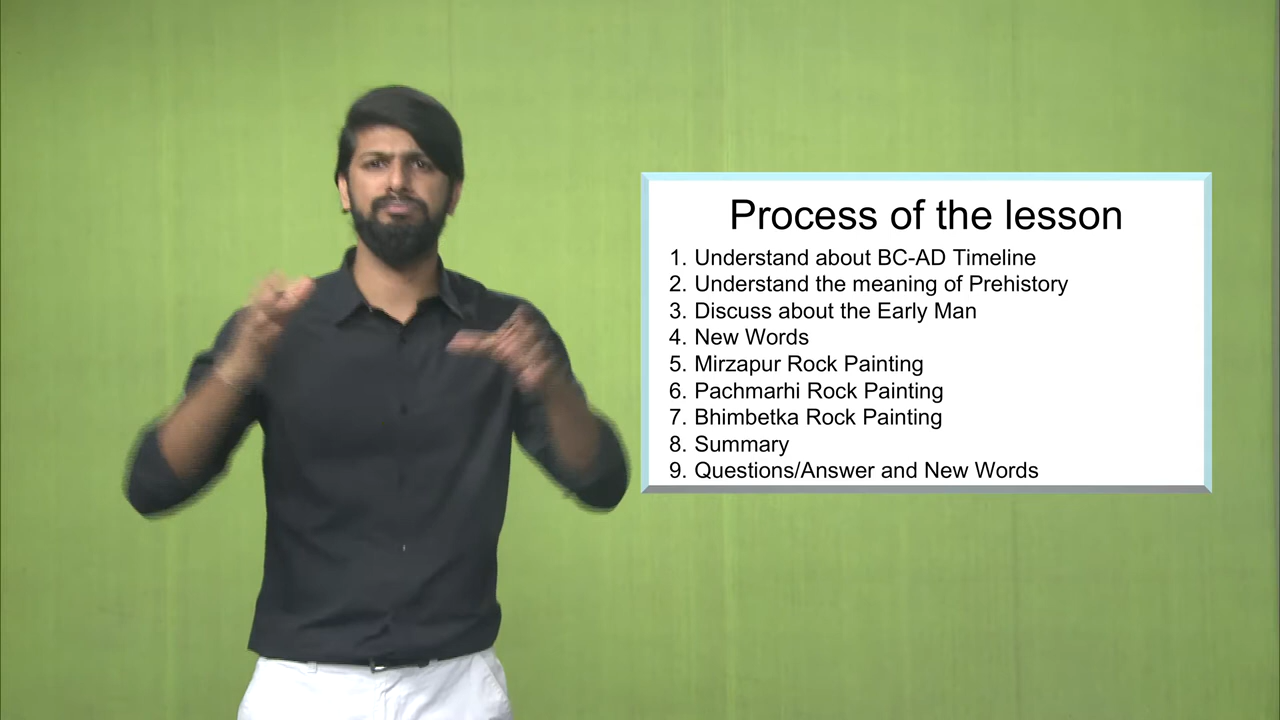 Process of the lesson
1. Understand about BC-AD Timeline
2. Understand the meaning of Prehistory
3. Discuss about the Early Man
4. New Words
5. Mirzapur Rock Painting
6. Pachmarhi Rock Painting
7. Bhimbetka Rock Painting
8. Summary
9. Questions/Answer and New Words